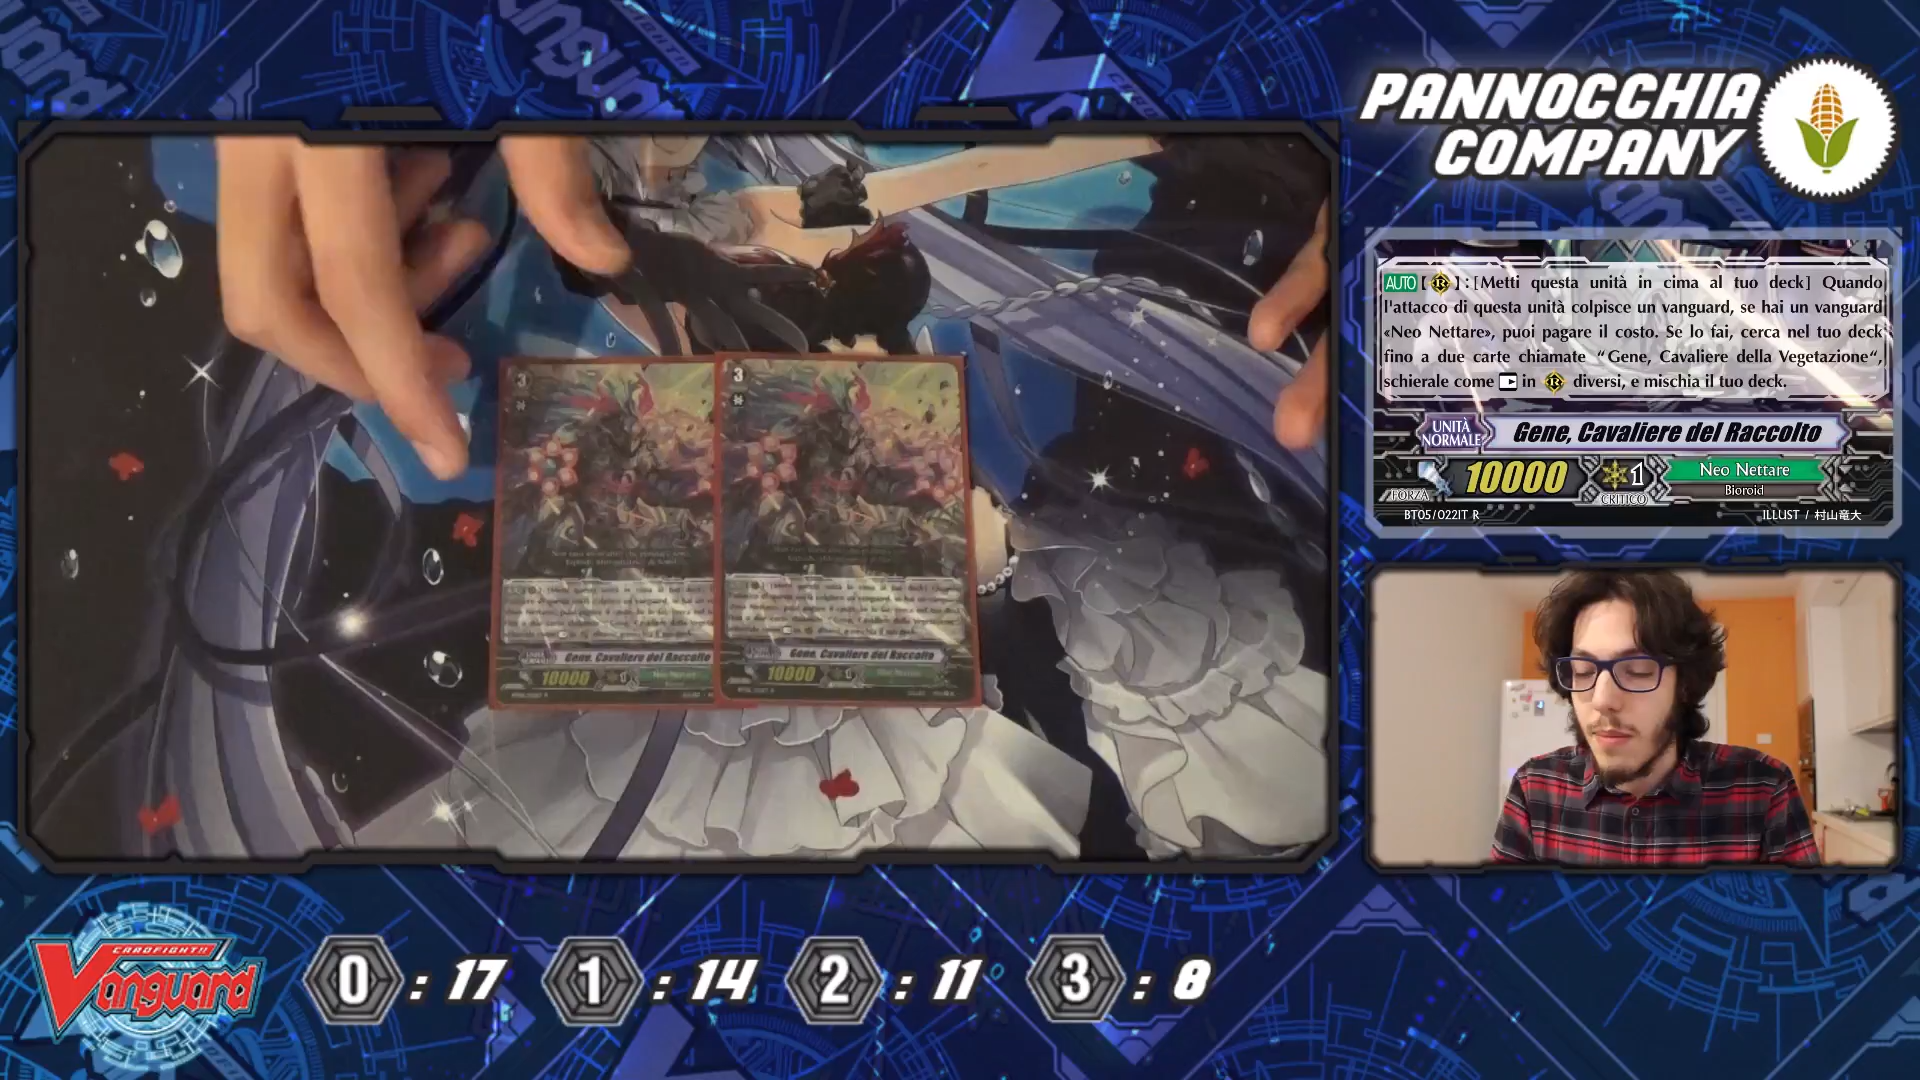 PANNOCCHIA
COMPANY
AUTO【 R 】:[Metti questa unità in cima al tuo deck] Quando
l'attacco di questa unità colpisce un vanguard, se hai un vanguard
«Neo Nettare», puoi pagare il costo. Se lo fai, cerca nel tuo deck
fino a due carte chiamate “Gene, Cavaliere della Vegetazione“,
schierale come in R diversi, e mischia il tuo deck.
UNITÀ
NORMALE
Gene, Cavaliere del Raccolto
FORZA
10000
1
CRITICO
Neo Nettare
Bioroid
BT05/022IT R
ILLUST / 村山竜大
3
3
Gene, Cavaliere del Raccolto
Gene, Cavaliere del Raccolto
10000
1
Neo Nettare
10000
1
CARDFIGHT!!
Vanguard
0 : 17
1 : 14
2 : 11
3 : 8